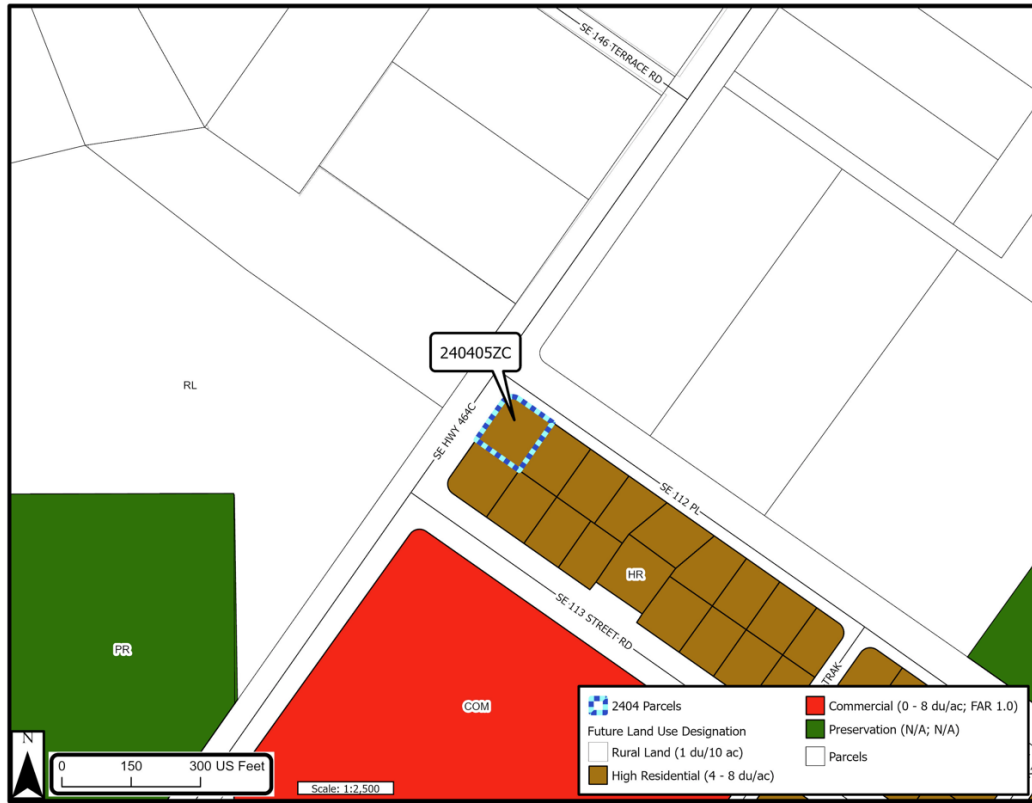 SE 146 TERRACE RD
240405ZC
RL
SE HWY 464C
SE 112 PL
HR
SE 113 STREET RD
PR
COM
TRAK
N
0 150 300 US Feet
Scale: 1:2,500
2404 Parcels
Future Land Use Designation
Rural Land (1 du/10 ac)
High Residential (4 - 8 du/ac)
Commercial (0 - 8 du/ac; FAR 1.0)
Preservation (N/A; N/A)
Parcels